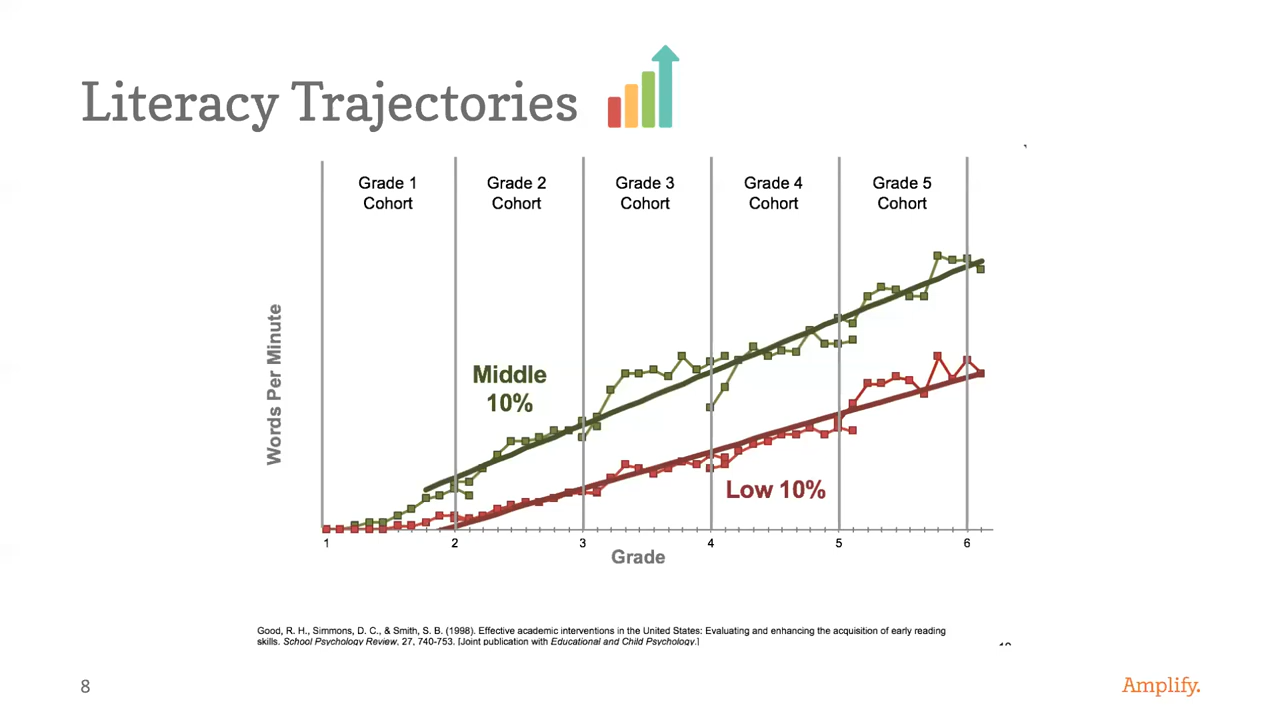 Literacy Trajectories
Grade 1
Cohort
Grade 2
Cohort
Grade 3
Cohort
Grade 4
Cohort
Grade 5
Cohort
Words Per Minute
Middle
10%
Low 10%
1
2
3
4
5
6
Grade
Good, R. H., Simmons, D. C., & Smith, S. B. (1998). Effective academic interventions in the United States: Evaluating and enhancing the acquisition of early reading
skills. School Psychology Review, 27, 740-753. [Joint publication with Educational and Child Psychology.]
8
Amplify.